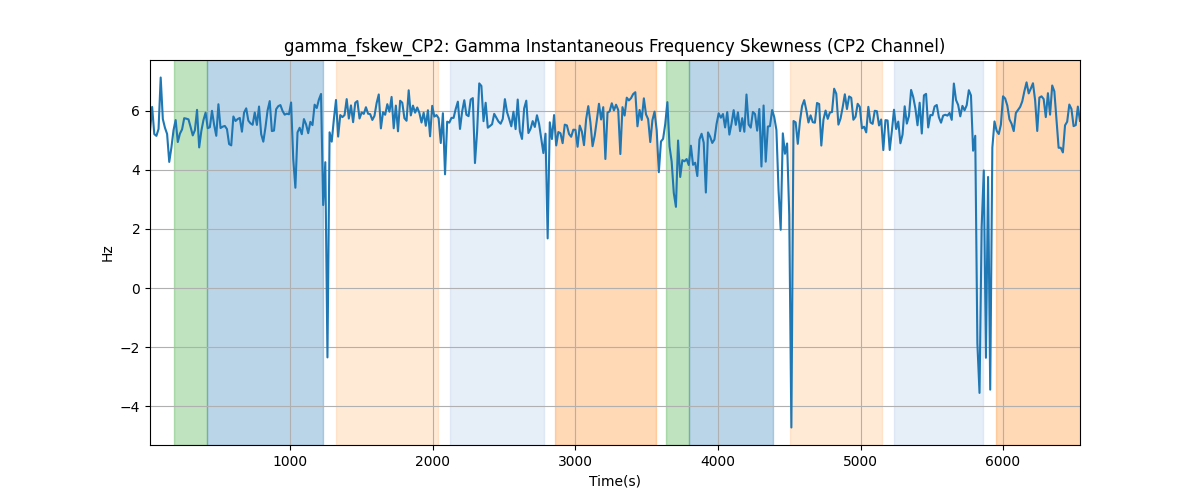 gamma_fskew_CP2: Gamma Instantaneous Frequency Skewness (CP2 Channel)
6
4
2
0
−2
−4
Hz
1000 2000 3000 4000 5000 6000
Time(s)